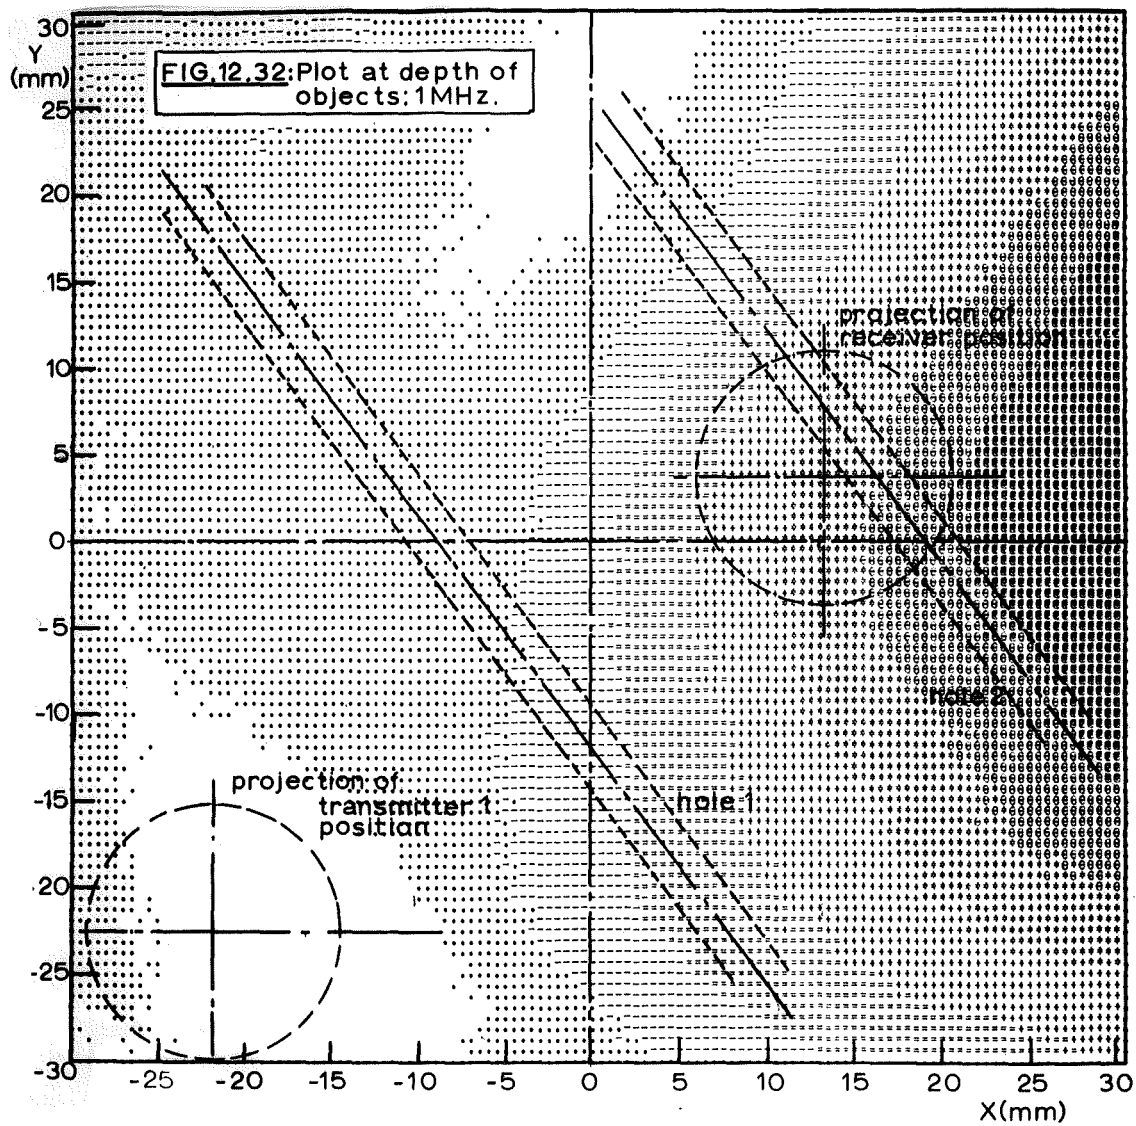 30
Y
(mm)
FIG.12.32:Plot at depth of
objects:1MHz.
25
20
15
10
5
0
-5
-10
-15
20
-25
-30
projection of
receiver position
hole 2
projection of
transmitter 1
position
hole 1
-25
-20
-15
-10
-5
0
5
10
15
20
25
30
X(mm)